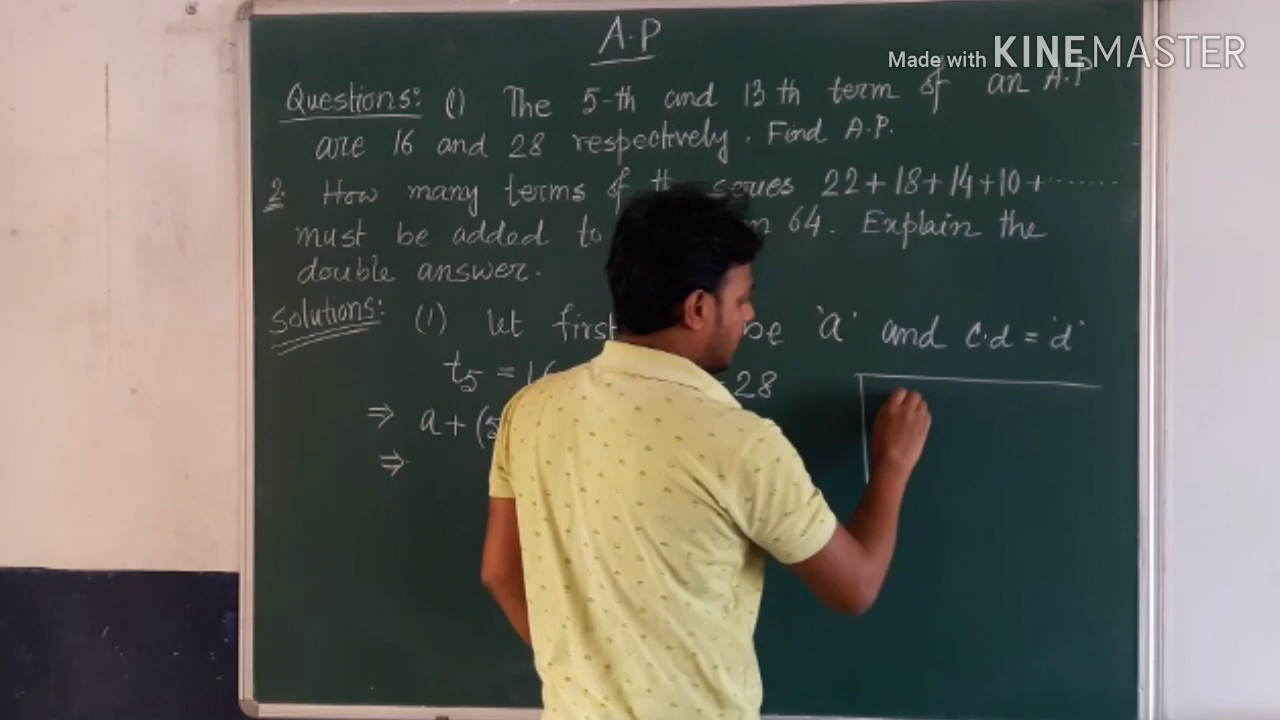 Made with KINEMASTER
A.P
Questions: (1) The 5-th and 13 th term of an A.P
are 16 and 28 respectively. Find A.P.
2. How many terms of series 22+18+14+10+......
must be added to 64. Explain the
double answer.
Solutions: (1) let first be 'a' and c.d = 'd'
t5 = 28
⇒ a+(5
⇒